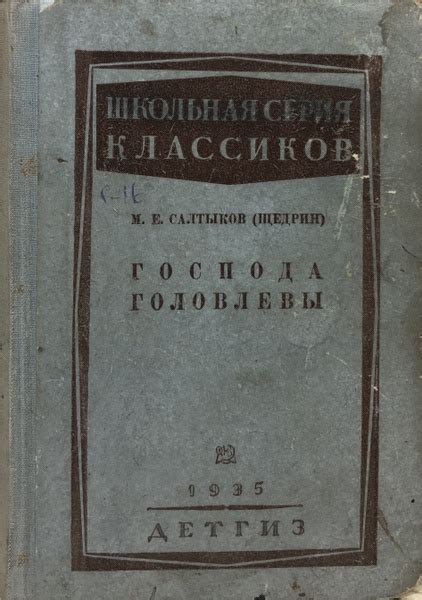 ШКОЛЬНАЯ СЕРИЯ
КЛАССИКОВ
М. Е. САЛТЫКОВ (ЩЕДРИН)
ГОСПОДА
ГОЛОВЛЕВЫ
1935
ДЕТГИЗ